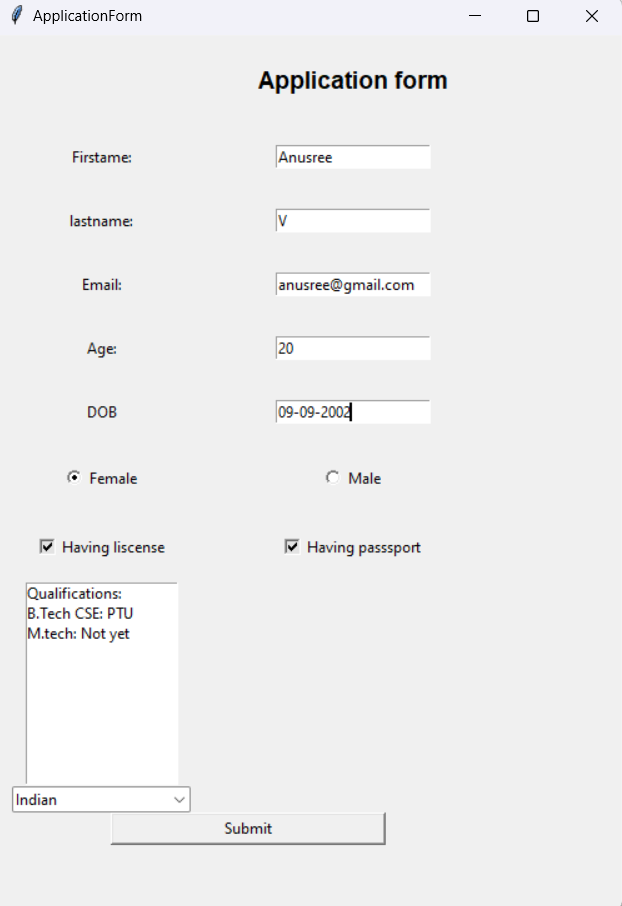 ApplicationForm
Application form
Firstame: Anusree
lastname: V
Email: anusree@gmail.com
Age: 20
DOB 09-09-2002
Female Male
Having liscense Having passsport
Qualifications:
B.Tech CSE: PTU
M.tech: Not yet
Indian
Submit